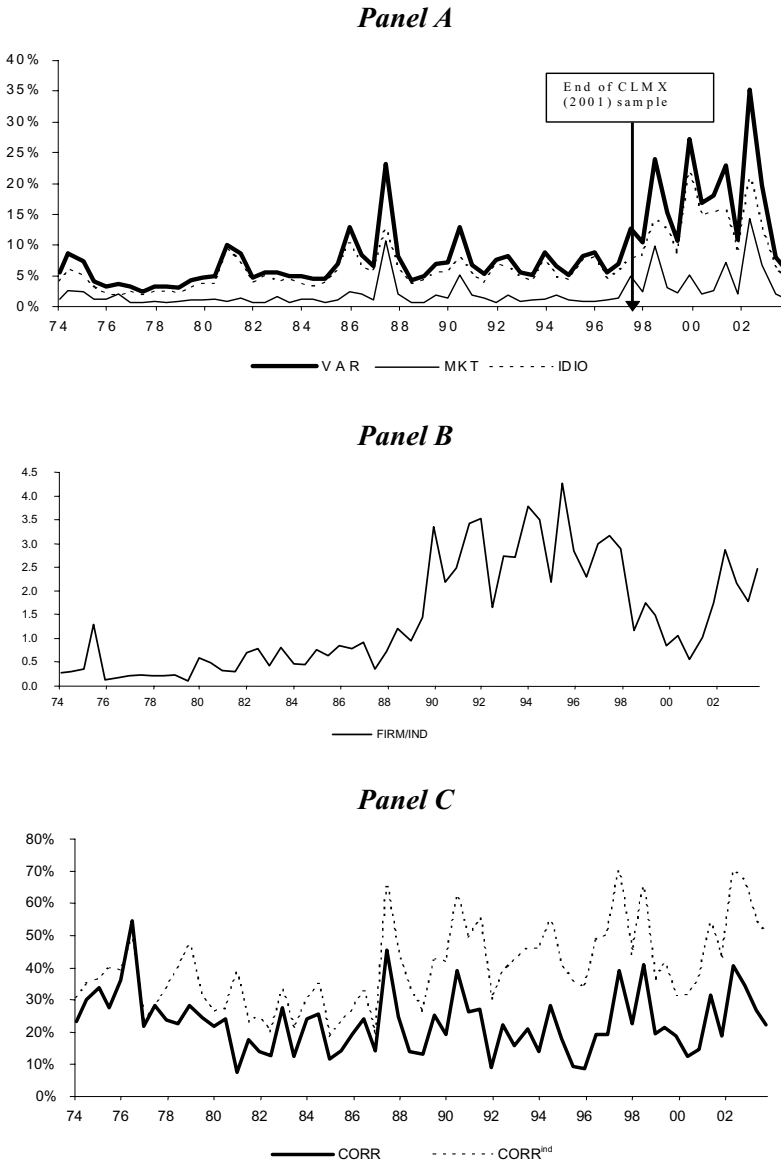 Panel A
40%
35%
30%
25%
20%
15%
10%
5%
0%
74 76 78 80 82 84 86 88 90 92 94 96 98 00 02
End of CLMX
(2001) sample
VAR MKT IDIO
Panel B
4.5
4.0
3.5
3.0
2.5
2.0
1.5
1.0
0.5
0.0
74 76 78 80 82 84 86 88 90 92 94 96 98 00 02
FIRM/IND
Panel C
80%
70%
60%
50%
40%
30%
20%
10%
0%
74 76 78 80 82 84 86 88 90 92 94 96 98 00 02
CORR CORRind